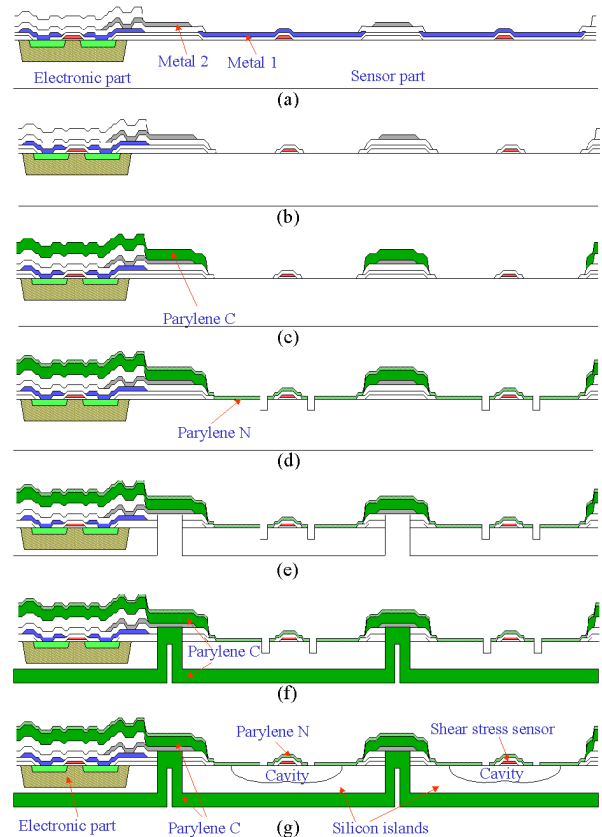 Metal 2
Metal 1
Electronic part
Sensor part
(a)
(b)
Parylene C
(c)
Parylene N
(d)
(e)
Parylene C
(f)
Parylene N
Shear stress sensor
Cavity
Cavity
Electronic part
Parylene C
Silicon islands
(g)